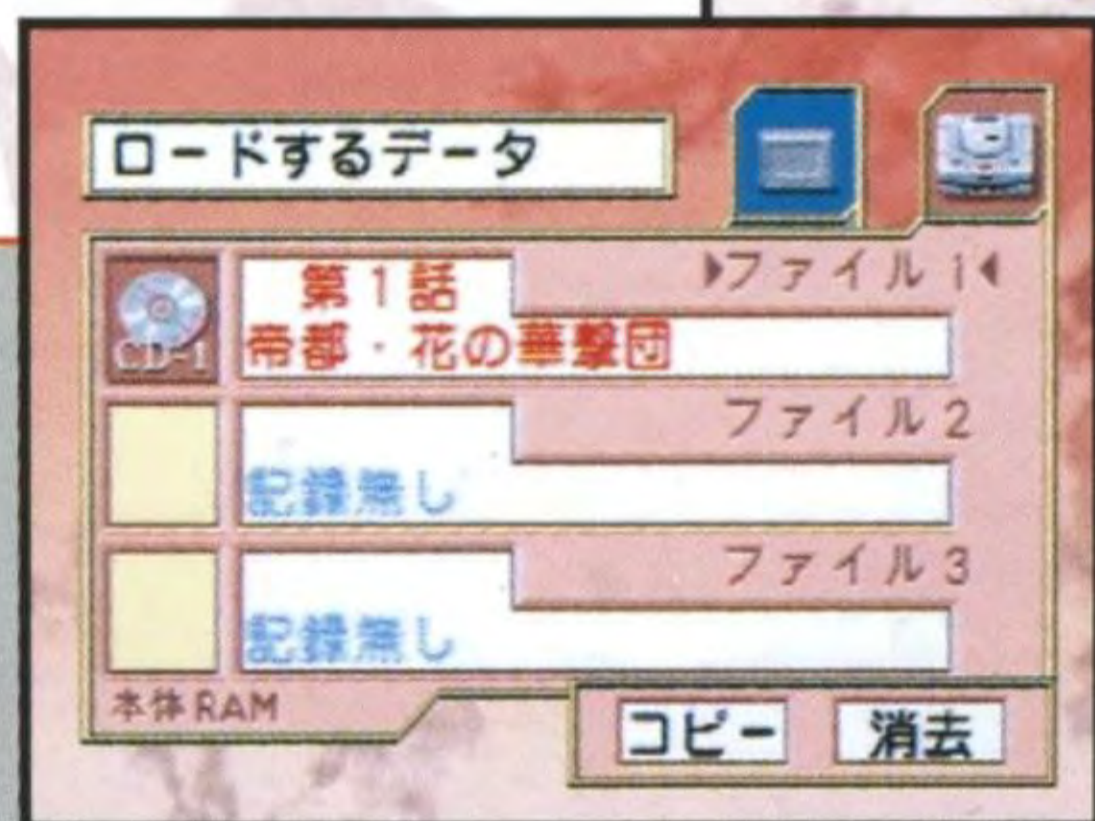 ロードするデータ
▶ファイル1◀
CD-1
第1話
帝都・花の華撃団
ファイル2
記録無し
ファイル3
記録無し
本体RAM
コピー
消去